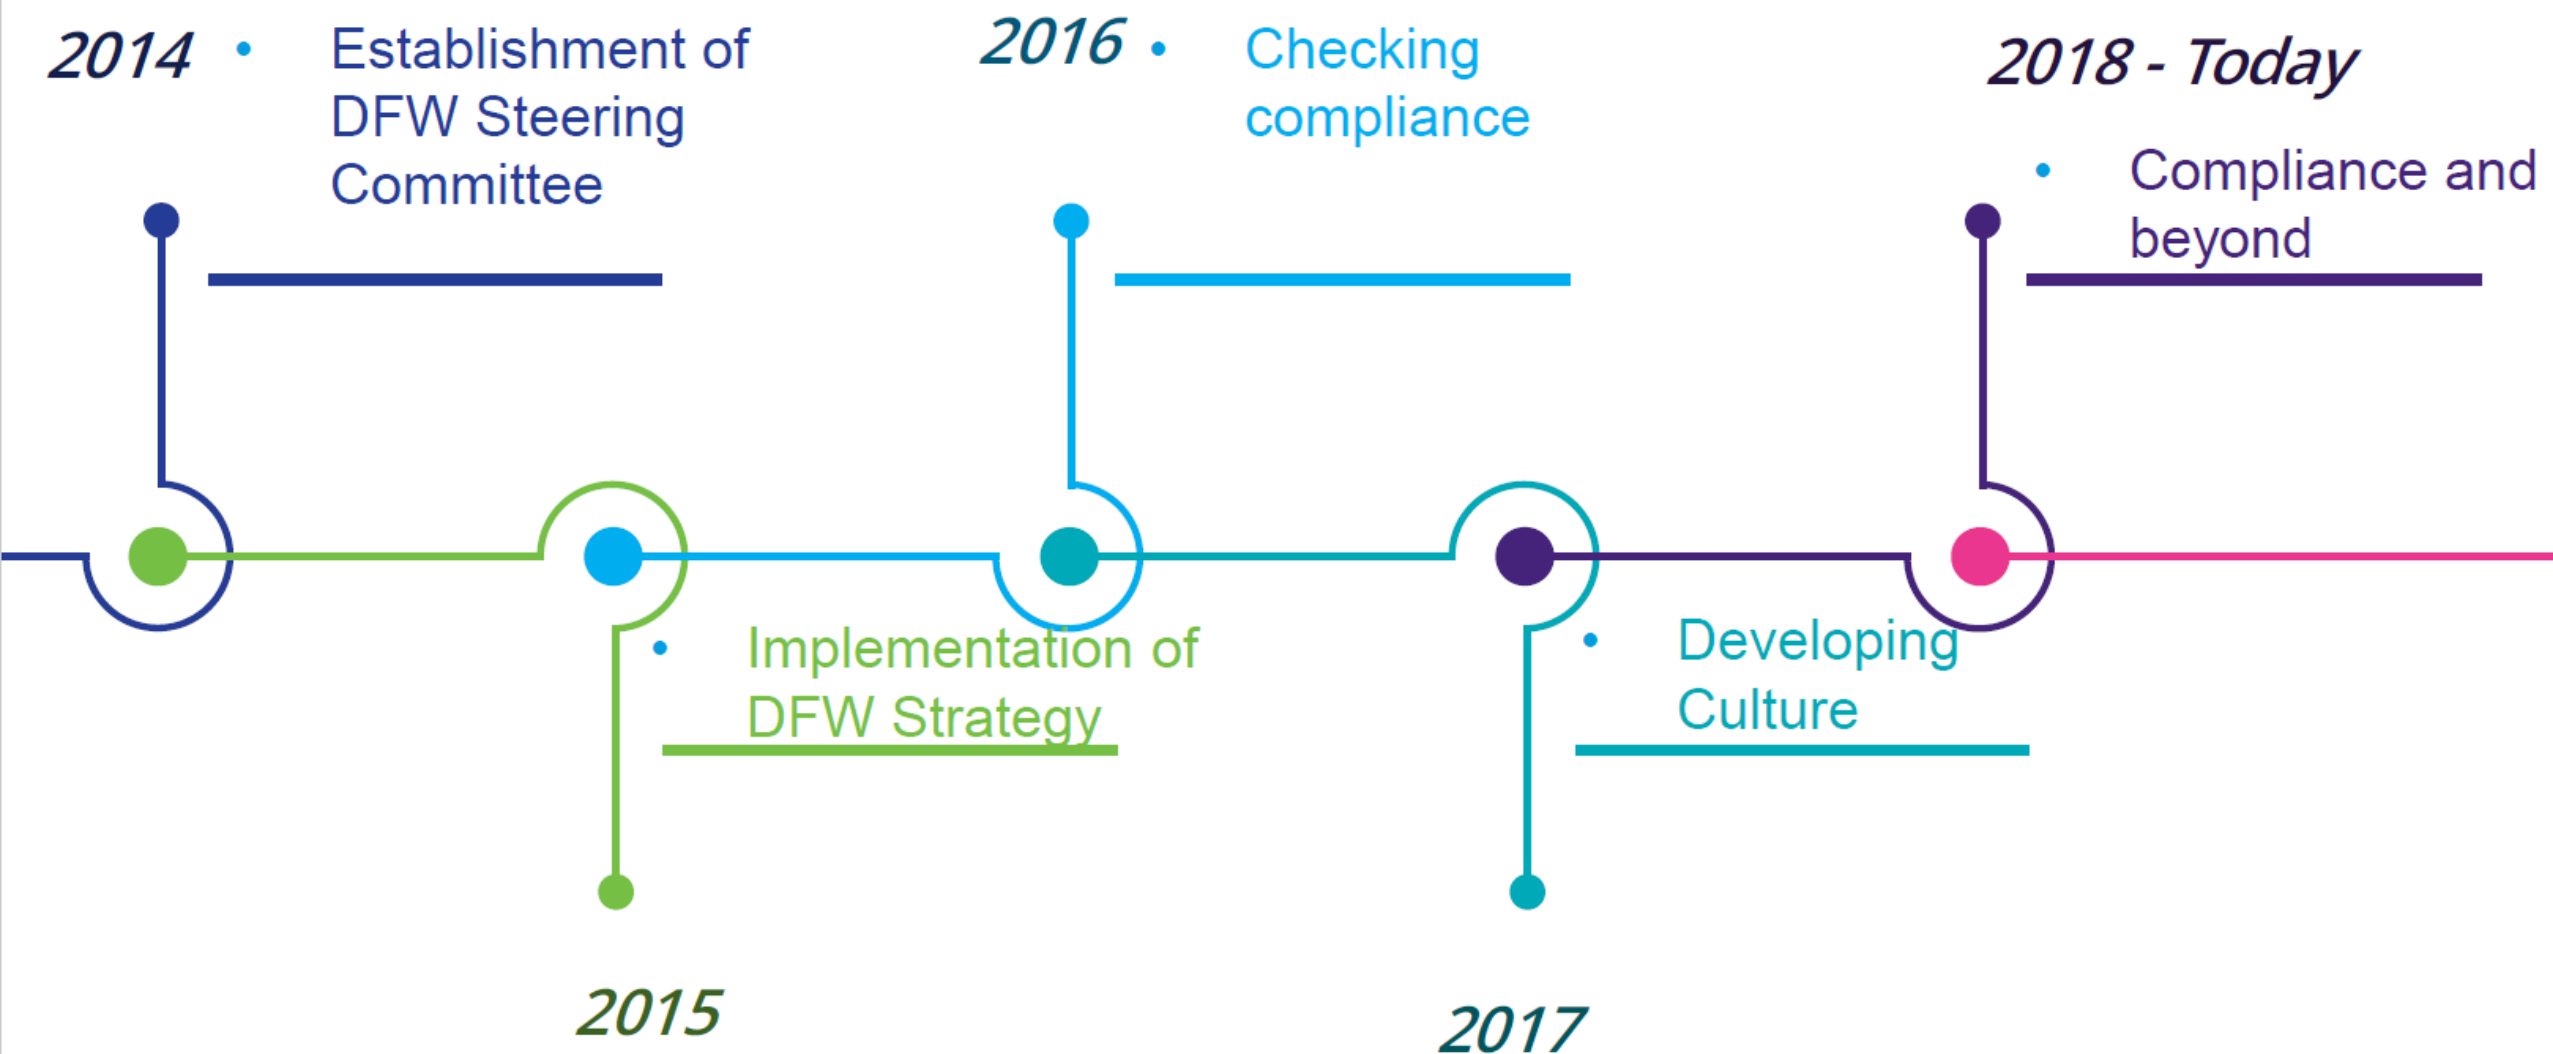 2014
• Establishment of
DFW Steering
Committee
2016
• Checking
compliance
2018 - Today
• Compliance and
beyond
• Implementation of
DFW Strategy
2015
• Developing
Culture
2017